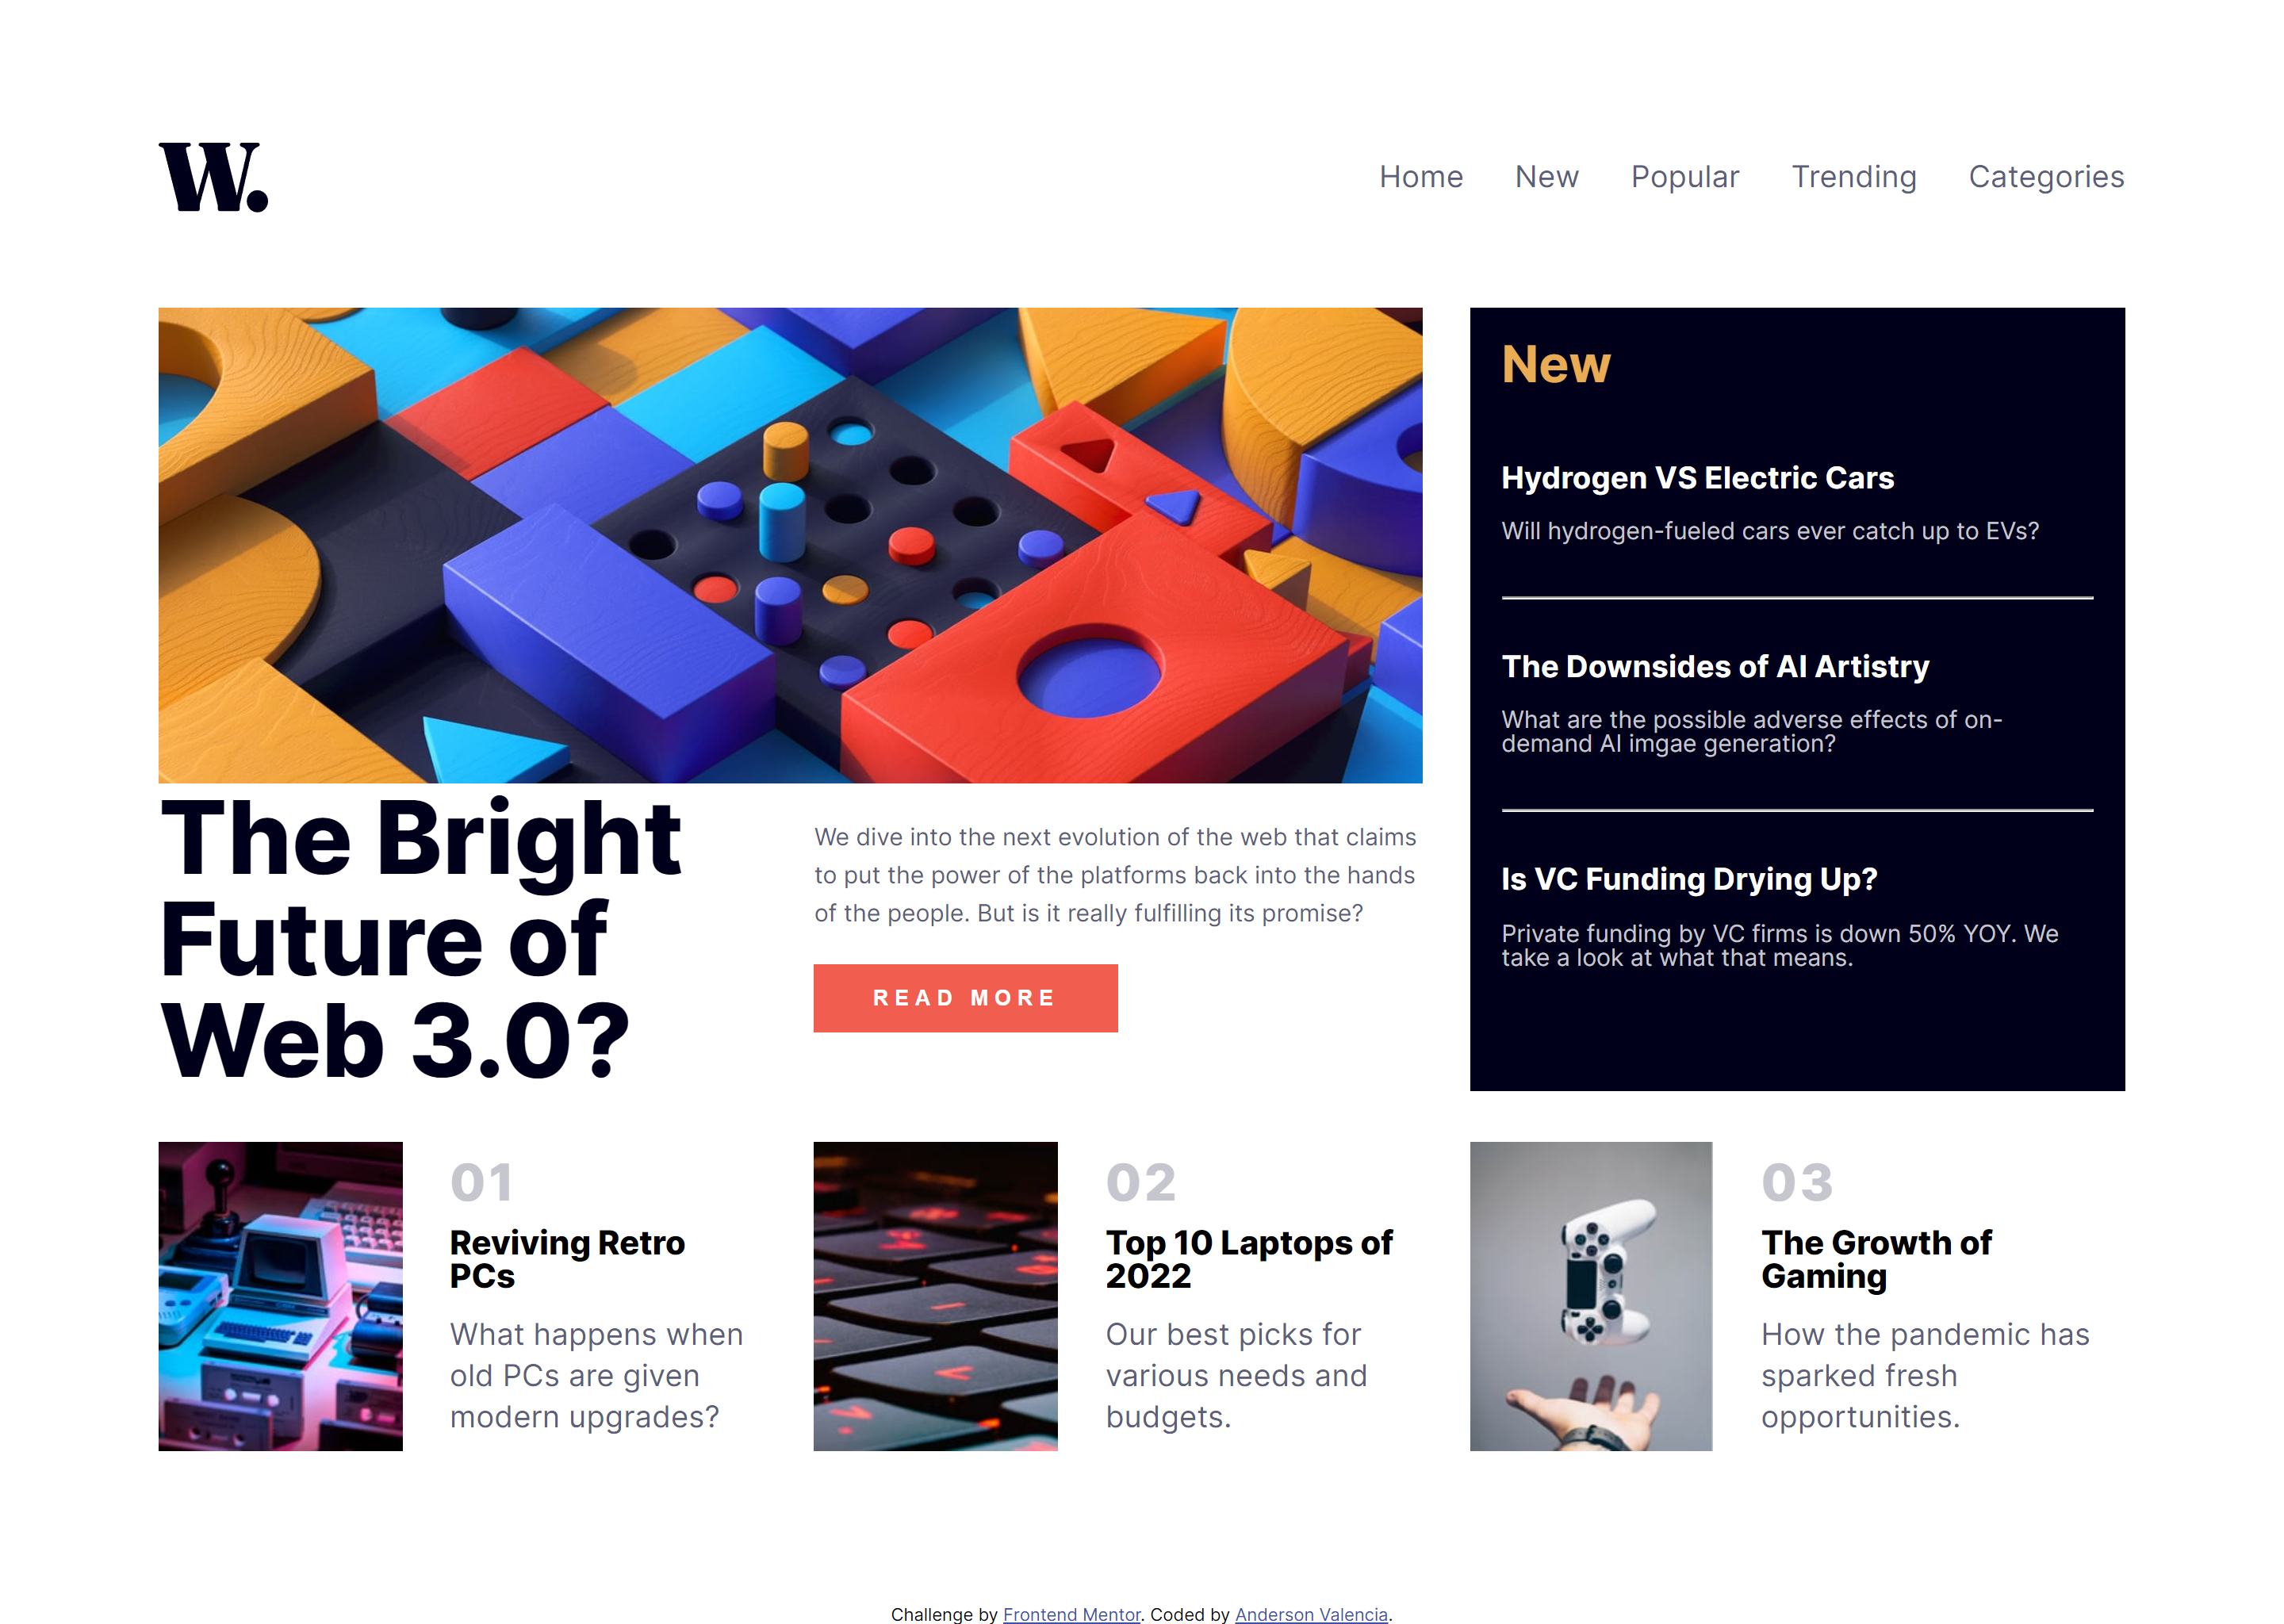 W.
Home New Popular Trending Categories
New
Hydrogen VS Electric Cars
Will hydrogen-fueled cars ever catch up to EVs?
The Downsides of AI Artistry
What are the possible adverse effects of on-
demand AI imgae generation?
Is VC Funding Drying Up?
Private funding by VC firms is down 50% YOY. We
take a look at what that means.
The Bright
Future of
Web 3.0?
We dive into the next evolution of the web that claims
to put the power of the platforms back into the hands
of the people. But is it really fulfilling its promise?
READ MORE
01
Reviving Retro
PCs
What happens when
old PCs are given
modern upgrades?
02
Top 10 Laptops of
2022
Our best picks for
various needs and
budgets.
03
The Growth of
Gaming
How the pandemic has
sparked fresh
opportunities.
Challenge by Frontend Mentor. Coded by Anderson Valencia.